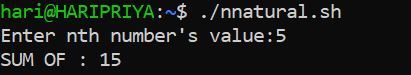 hari@HARIPRIYA:~$ ./nnatural.sh
Enter nth number's value:5
SUM OF : 15